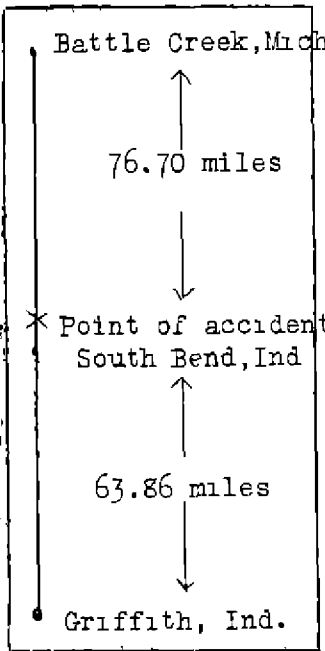 Battle Creek, Mich
76.70 miles
Point of accident
South Bend, Ind
63.86 miles
Griffith, Ind.